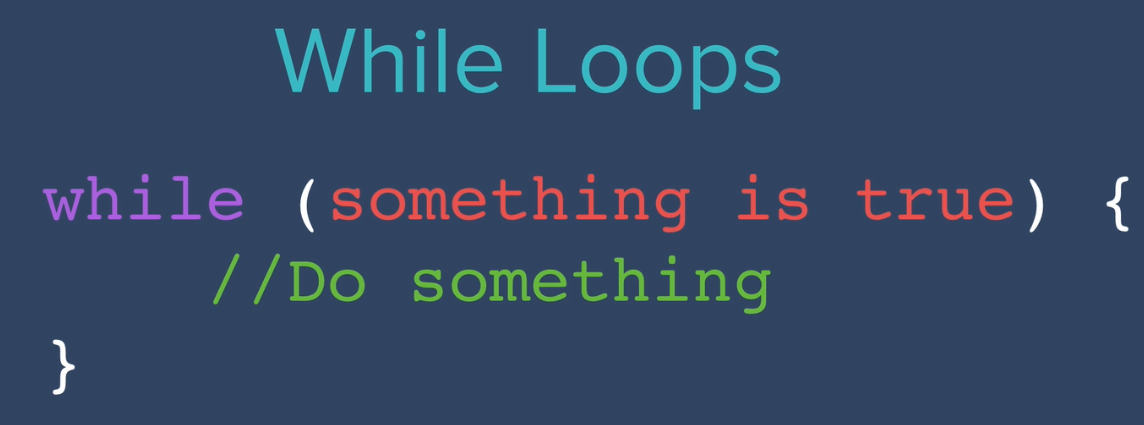 While Loops
while (something is true) {
//Do something
}